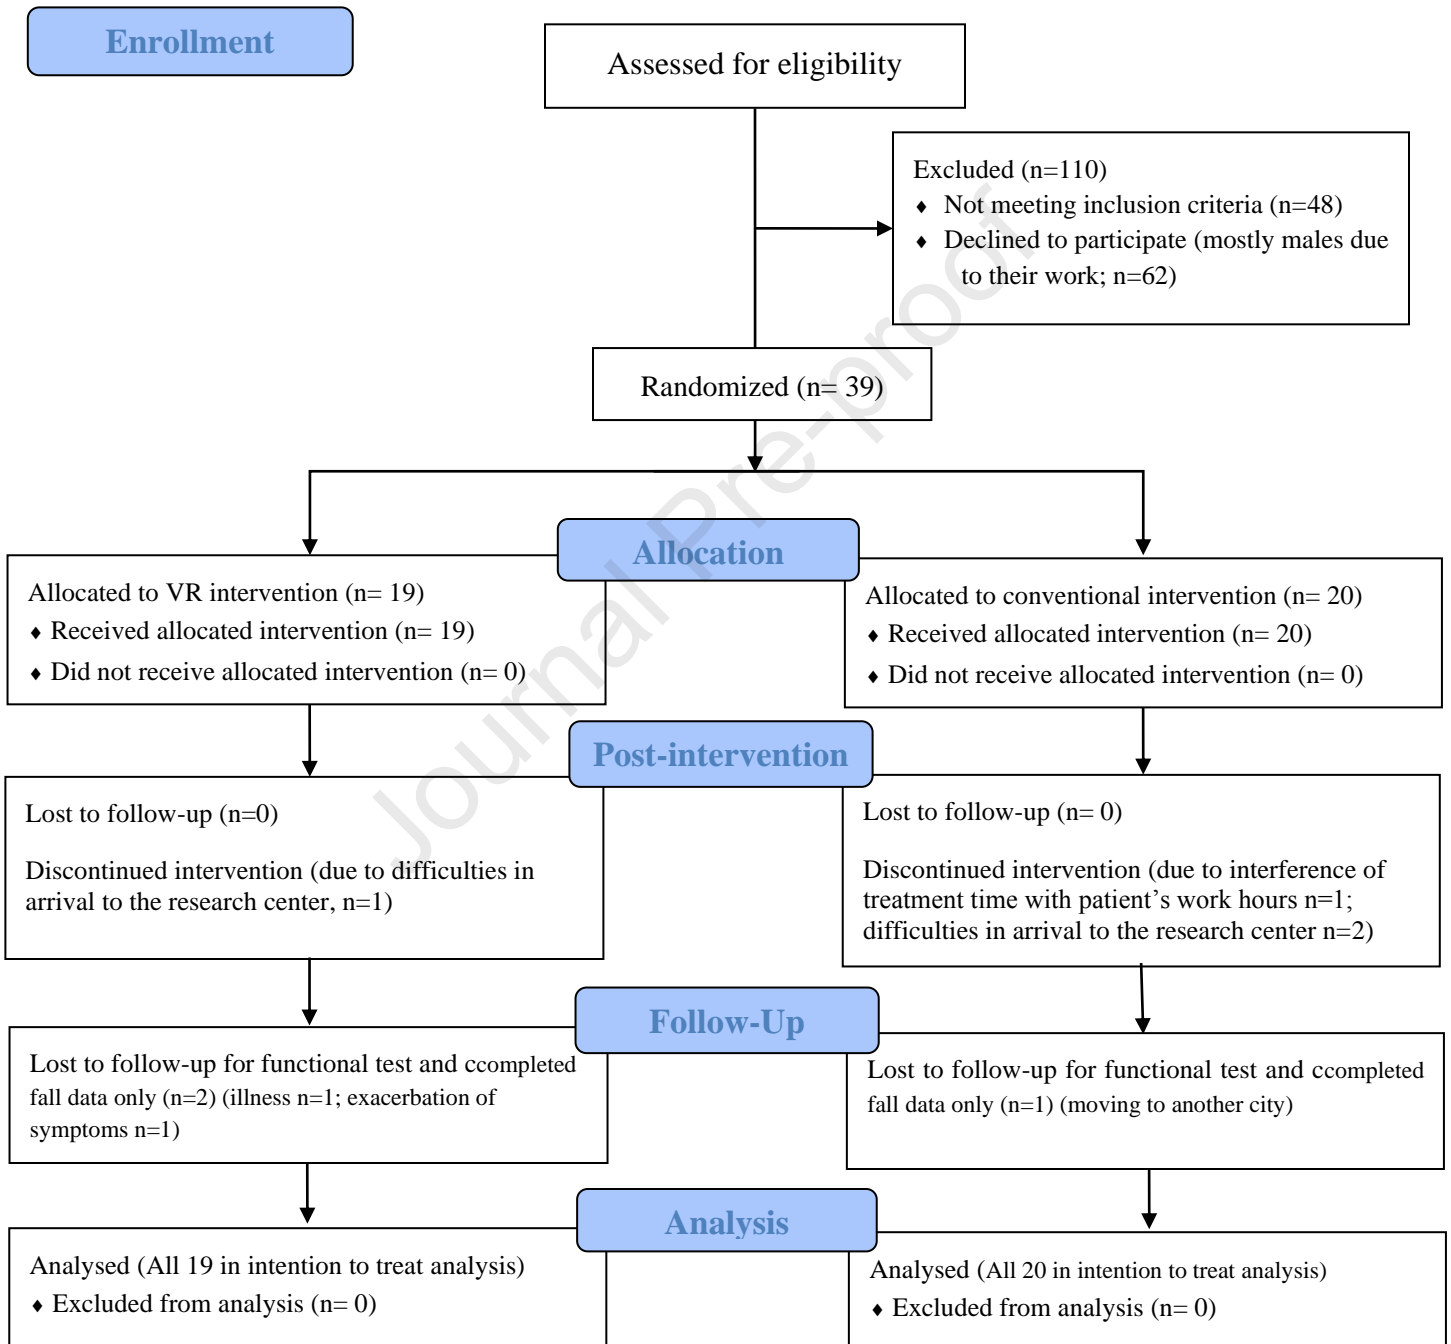 Enrollment
Assessed for eligibility
Excluded (n=110)
♦ Not meeting inclusion criteria (n=48)
♦ Declined to participate (mostly males due
to their work; n=62)
Randomized (n= 39)
Allocation
Allocated to VR intervention (n= 19)
♦ Received allocated intervention (n= 19)
♦ Did not receive allocated intervention (n= 0)
Allocated to conventional intervention (n= 20)
♦ Received allocated intervention (n= 20)
♦ Did not receive allocated intervention (n= 0)
Post-intervention
Lost to follow-up (n=0)
Discontinued intervention (due to difficulties in
arrival to the research center, n=1)
Lost to follow-up (n= 0)
Discontinued intervention (due to interference of
treatment time with patient’s work hours n=1;
difficulties in arrival to the research center n=2)
Follow-Up
Lost to follow-up for functional test and ccompleted
fall data only (n=2) (illness n=1; exacerbation of
symptoms n=1)
Lost to follow-up for functional test and ccompleted
fall data only (n=1) (moving to another city)
Analysis
Analysed (All 19 in intention to treat analysis)
♦ Excluded from analysis (n= 0)
Analysed (All 20 in intention to treat analysis)
♦ Excluded from analysis (n= 0)
Journal Pre-proof